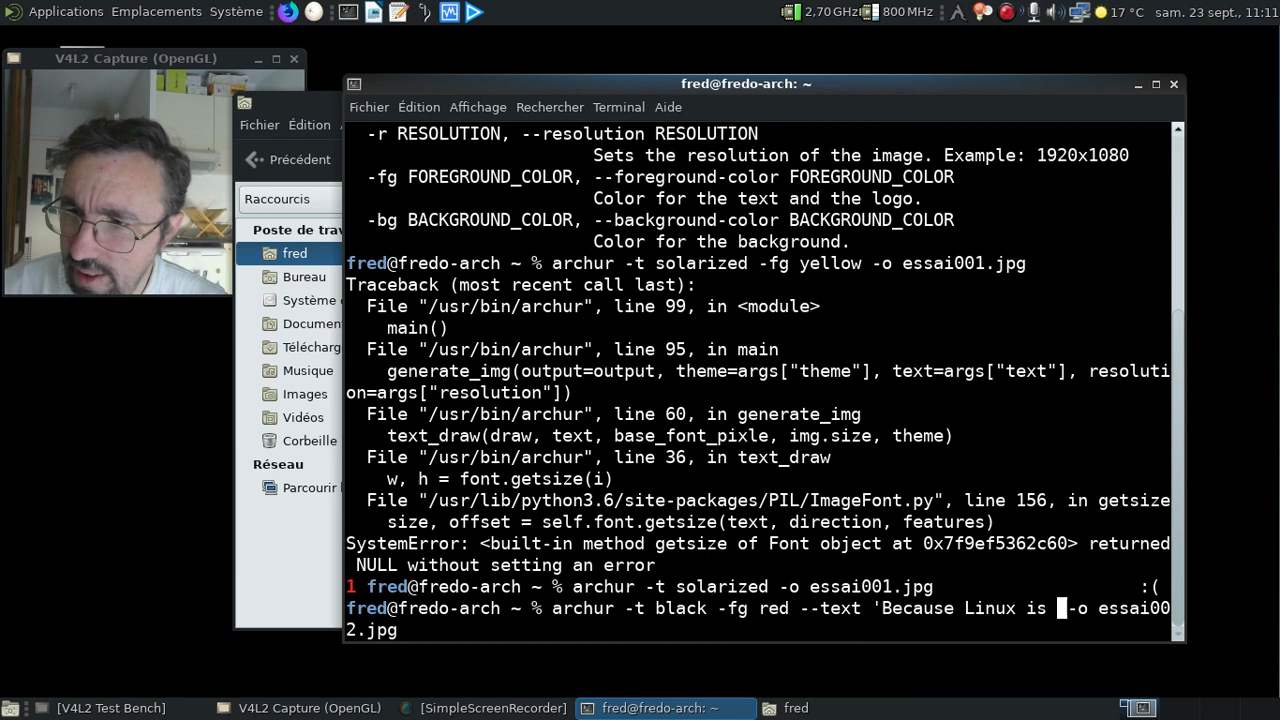 Applications Emplacements Système
2,70 GHz 800 MHz 17 °C sam. 23 sept., 11:11
V4L2 Capture (OpenGL)
Fichier Édition
Précédent
Raccourcis
Poste de trav
fred
Bureau
Système
Documen
Télécharg
Musique
Images
Vidéos
Corbeille
Réseau
Parcourir l
fred@fredo-arch: ~
Fichier Édition Affichage Rechercher Terminal Aide
-r RESOLUTION, --resolution RESOLUTION
Sets the resolution of the image. Example: 1920x1080
-fg FOREGROUND_COLOR, --foreground-color FOREGROUND_COLOR
Color for the text and the logo.
-bg BACKGROUND_COLOR, --background-color BACKGROUND_COLOR
Color for the background.
fred@fredo-arch ~ % archur -t solarized -fg yellow -o essai001.jpg
Traceback (most recent call last):
File "/usr/bin/archur", line 99, in <module>
main()
File "/usr/bin/archur", line 95, in main
generate_img(output=output, theme=args["theme"], text=args["text"], resoluti
on=args["resolution"])
File "/usr/bin/archur", line 60, in generate_img
text_draw(draw, text, base_font_pixle, img.size, theme)
File "/usr/bin/archur", line 36, in text_draw
w, h = font.getsize(i)
File "/usr/lib/python3.6/site-packages/PIL/ImageFont.py", line 156, in getsize
size, offset = self.font.getsize(text, direction, features)
SystemError: <built-in method getsize of Font object at 0x7f9ef5362c60> returned
NULL without setting an error
1 fred@fredo-arch ~ % archur -t solarized -o essai001.jpg :(
fred@fredo-arch ~ % archur -t black -fg red --text 'Because Linux is -o essai00
2.jpg
[V4L2 Test Bench] V4L2 Capture (OpenGL) [SimpleScreenRecorder] fred@fredo-arch: ~ fred